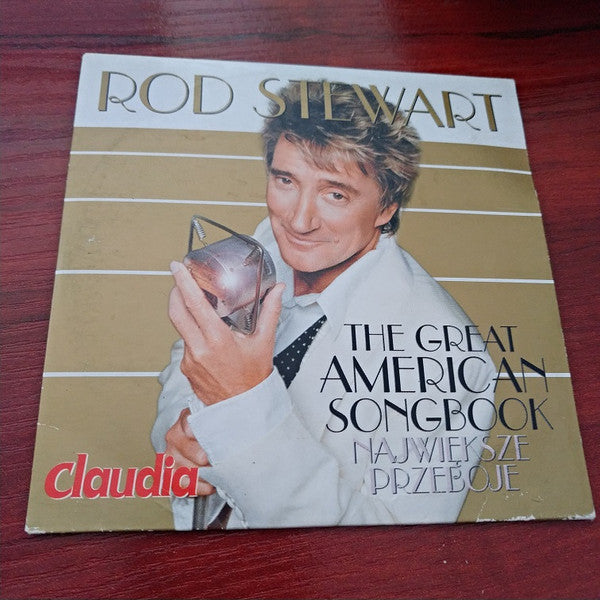 ROD STEWART
THE GREAT
AMERICAN
SONGBOOK
NAJWIĘKSZE
PRZEBOJE
claudia